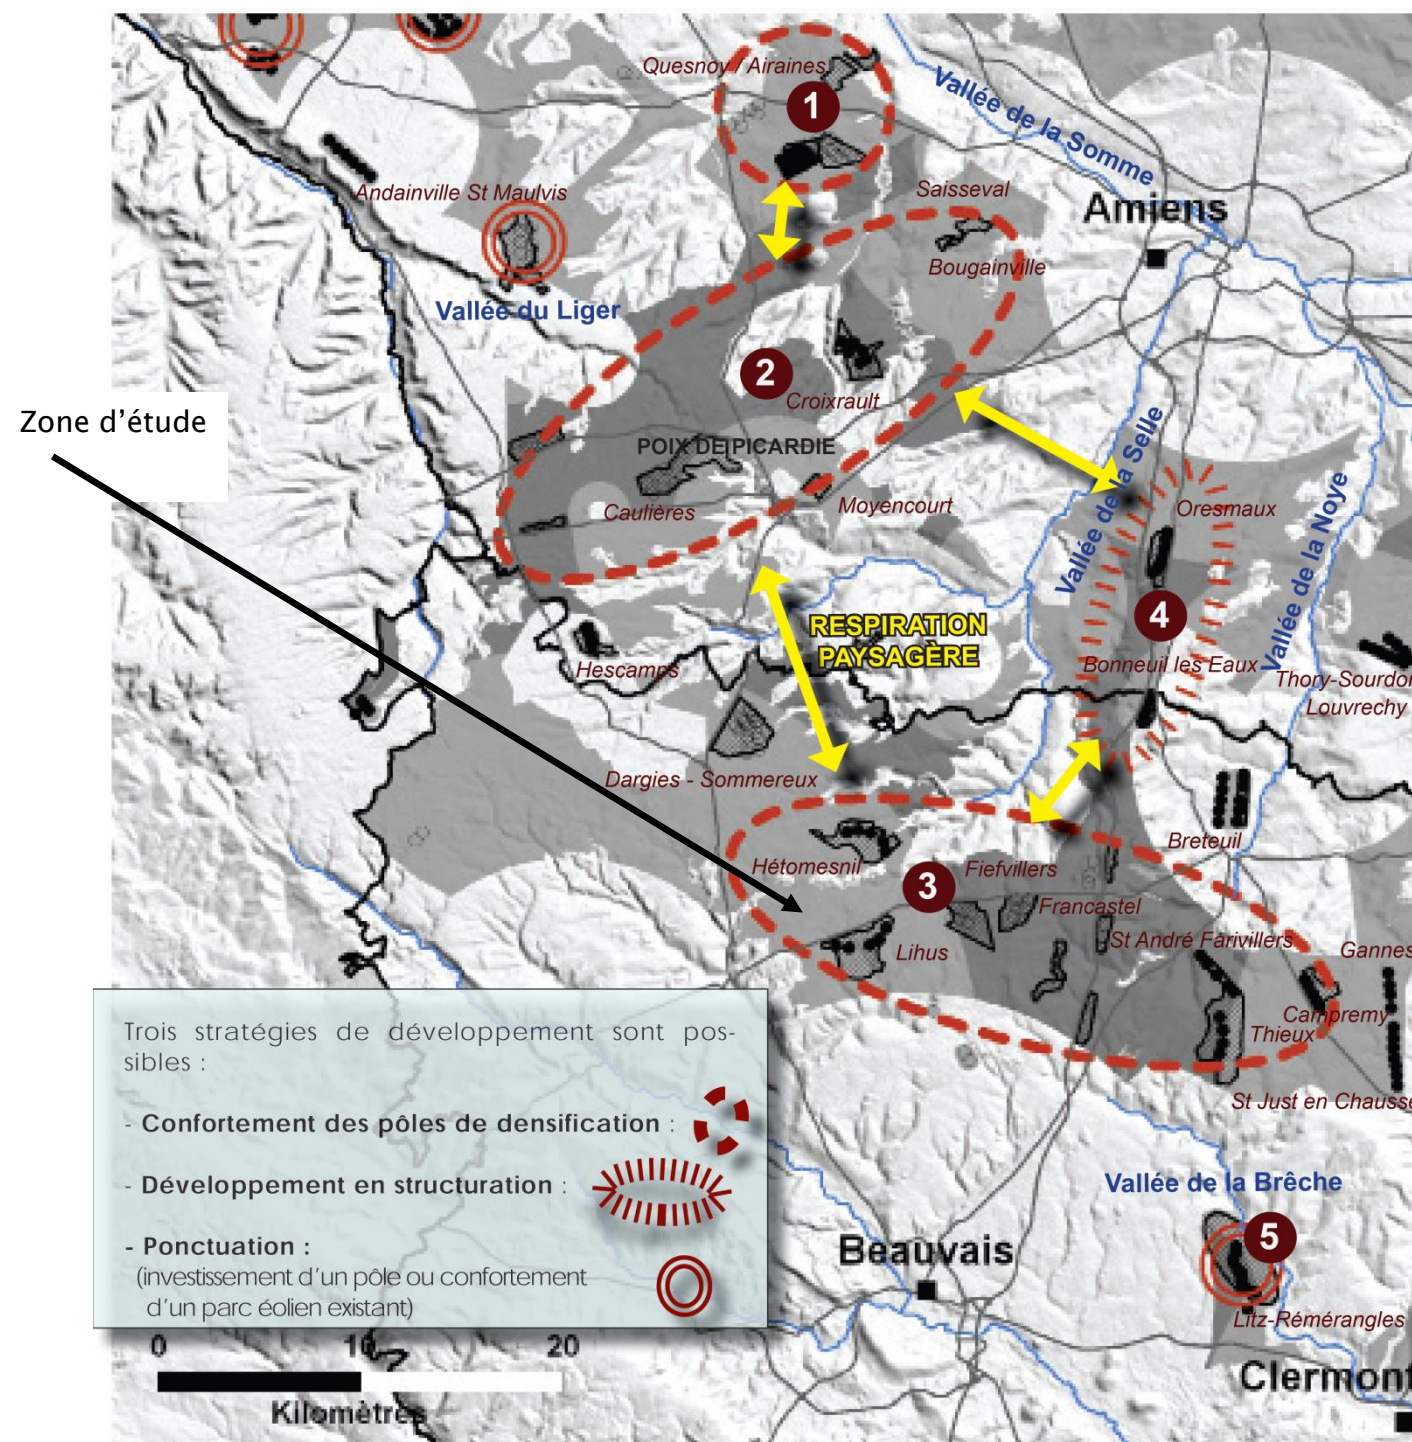 Quesnoy / Airaines
1
Vallée de la Somme
Andainville St Maulvis
Saisseval
Amiens
Bougainville
Vallée du Liger
2
Croixrault
Zone d'étude
POIX DE PICARDIE
Vallée de la Selle
Caulières
Moyencourt
Oresmaux
Vallée de la Noye
4
RESPIRATION
PAYSAGÈRE
Hescamps
Bonneuil les Eaux
Thory-Sourdon
Louvrechy
Dargies - Sommereux
Breteuil
Hétomesnil
Fiefvillers
3
Francastel
Lihus
St André Farivillers
Gannes
Campremy
Thieux
St Just en Chausse
Trois stratégies de développement sont pos-
sibles :
- Confortement des pôles de densification :
- Développement en structuration :
- Ponctuation :
(investissement d'un pôle ou confortement
d'un parc éolien existant)
Vallée de la Brêche
5
Beauvais
Litz-Rémérangles
Clermont
0 10 20
Kilomètres